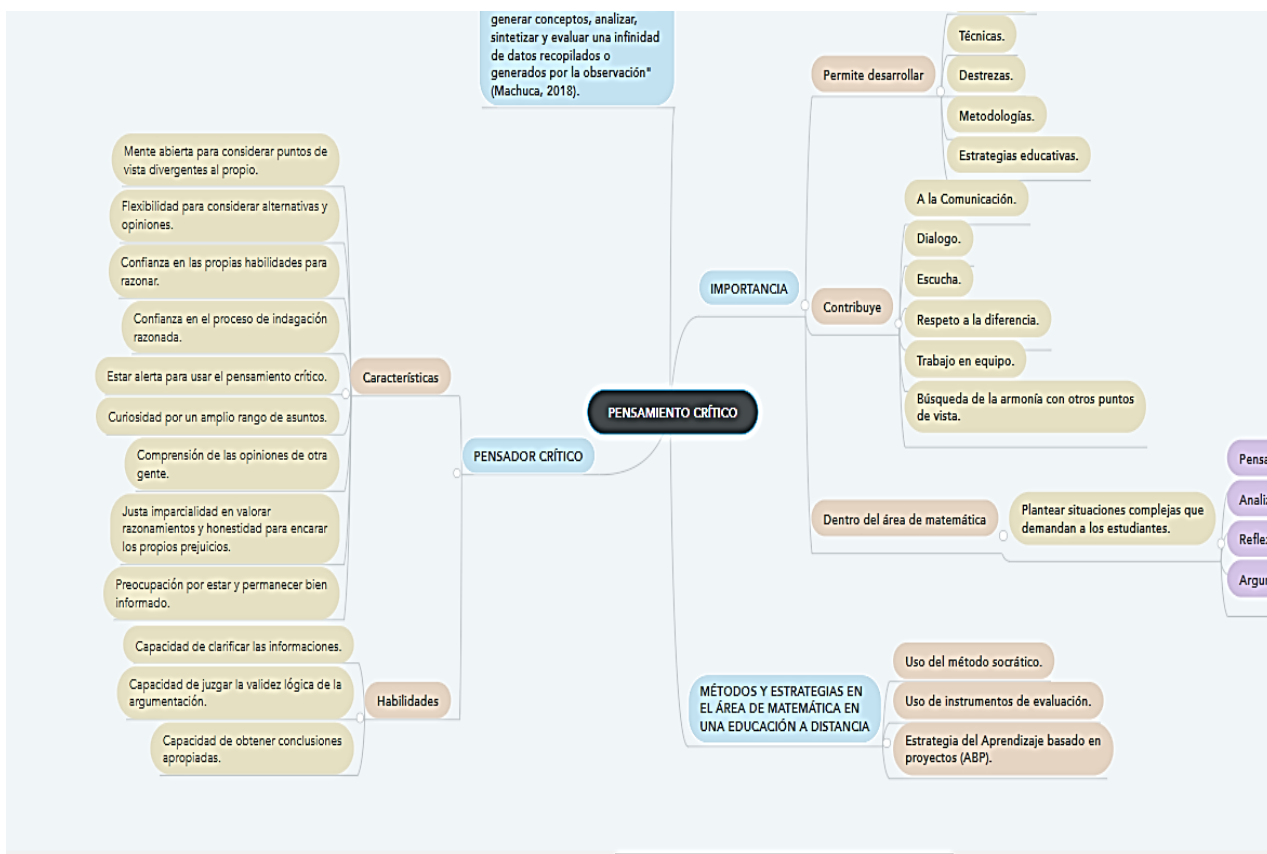 generar conceptos, analizar,
sintetizar y evaluar una infinidad
de datos recopilados o
generados por la observación"
(Machuca, 2018).
Mente abierta para considerar puntos de
vista divergentes al propio.
Flexibilidad para considerar alternativas y
opiniones.
Confianza en las propias habilidades para
razonar.
Confianza en el proceso de indagación
razonada.
Estar alerta para usar el pensamiento crítico.
Curiosidad por un amplio rango de asuntos.
Comprensión de las opiniones de otra
gente.
Justa imparcialidad en valorar
razonamientos y honestidad para encarar
los propios prejuicios.
Preocupación por estar y permanecer bien
informado.
Características
Capacidad de clarificar las informaciones.
Capacidad de juzgar la validez lógica de la
argumentación.
Capacidad de obtener conclusiones
apropiadas.
Habilidades
PENSADOR CRÍTICO
PENSAMIENTO CRÍTICO
IMPORTANCIA
Permite desarrollar
Técnicas.
Destrezas.
Metodologías.
Estrategias educativas.
Contribuye
A la Comunicación.
Dialogo.
Escucha.
Respeto a la diferencia.
Trabajo en equipo.
Búsqueda de la armonía con otros puntos
de vista.
Dentro del área de matemática
Plantear situaciones complejas que
demandan a los estudiantes.
MÉTODOS Y ESTRATEGIAS EN
EL ÁREA DE MATEMÁTICA EN
UNA EDUCACIÓN A DISTANCIA
Uso del método socrático.
Uso de instrumentos de evaluación.
Estrategia del Aprendizaje basado en
proyectos (ABP).